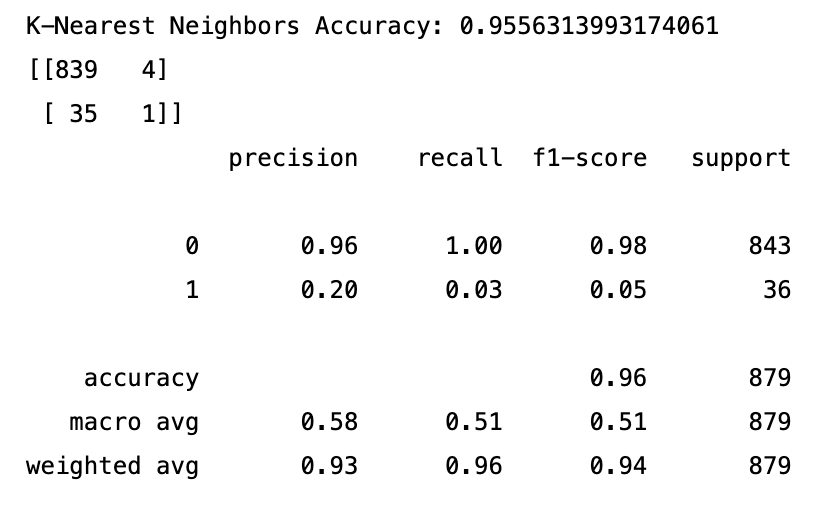 K-Nearest Neighbors Accuracy: 0.9556313993174061
[[839   4]
 [ 35   1]]
              precision    recall  f1-score   support

           0       0.96      1.00      0.98       843
           1       0.20      0.03      0.05        36

    accuracy                           0.96       879
   macro avg       0.58      0.51      0.51       879
weighted avg       0.93      0.96      0.94       879